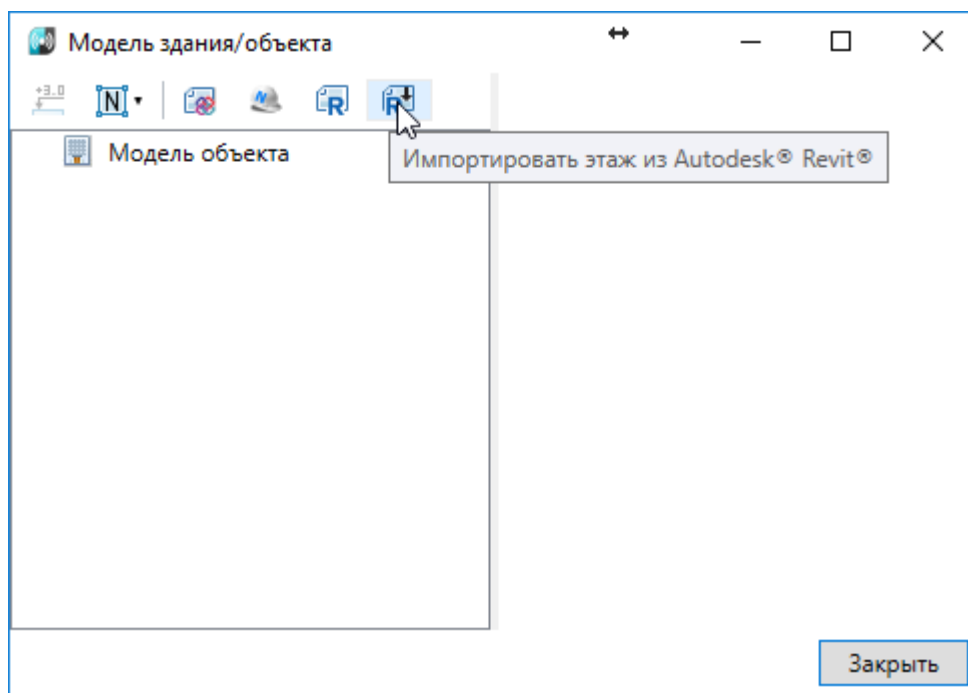 Модель здания/объекта
+3.0
N
R
R
Модель объекта
Импортировать этаж из Autodesk® Revit®
Закрыть